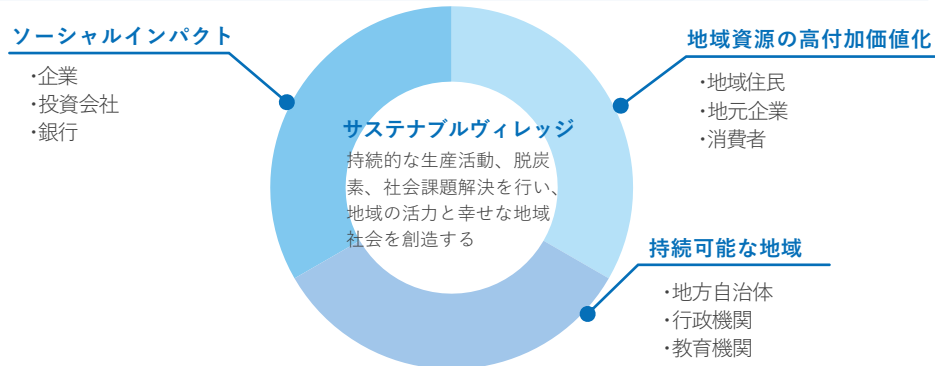 ソーシャルインパクト
・企業
・投資会社
・銀行
地域資源の高付加価値化
・地域住民
・地元企業
・消費者
サステナブルヴィレッジ
持続的な生産活動、脱炭
素、社会課題解決を行い、
地域の活力と幸せな地域
社会を創造する
持続可能な地域
・地方自治体
・行政機関
・教育機関